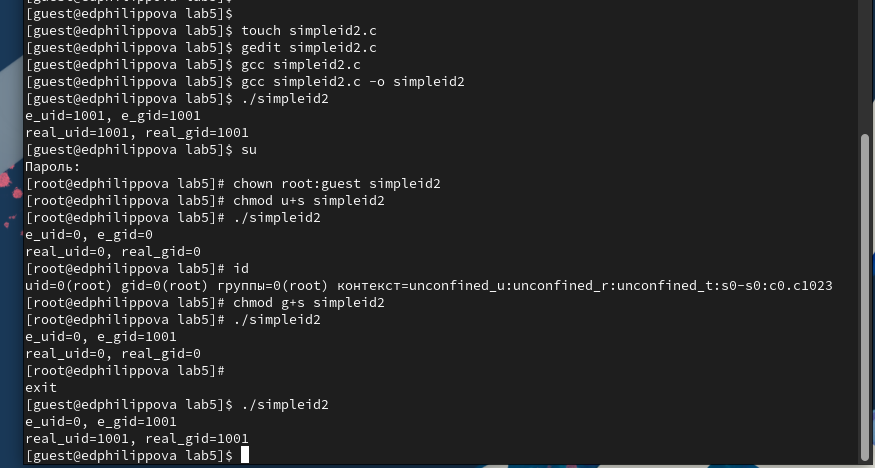 [guest@edphilippova lab5]$
[guest@edphilippova lab5]$
[guest@edphilippova lab5]$ touch simpleid2.c
[guest@edphilippova lab5]$ gedit simpleid2.c
[guest@edphilippova lab5]$ gcc simpleid2.c
[guest@edphilippova lab5]$ gcc simpleid2.c -o simpleid2
[guest@edphilippova lab5]$ ./simpleid2
e_uid=1001, e_gid=1001
real_uid=1001, real_gid=1001
[guest@edphilippova lab5]$ su
Пароль:
[root@edphilippova lab5]# chown root:guest simpleid2
[root@edphilippova lab5]# chmod u+s simpleid2
[root@edphilippova lab5]# ./simpleid2
e_uid=0, e_gid=0
real_uid=0, real_gid=0
[root@edphilippova lab5]# id
uid=0(root) gid=0(root) группы=0(root) контекст=unconfined_u:unconfined_r:unconfined_t:s0-s0:c0.c1023
[root@edphilippova lab5]# chmod g+s simpleid2
[root@edphilippova lab5]# ./simpleid2
e_uid=0, e_gid=1001
real_uid=0, real_gid=0
[root@edphilippova lab5]#
exit
[guest@edphilippova lab5]$ ./simpleid2
e_uid=0, e_gid=1001
real_uid=1001, real_gid=1001
[guest@edphilippova lab5]$